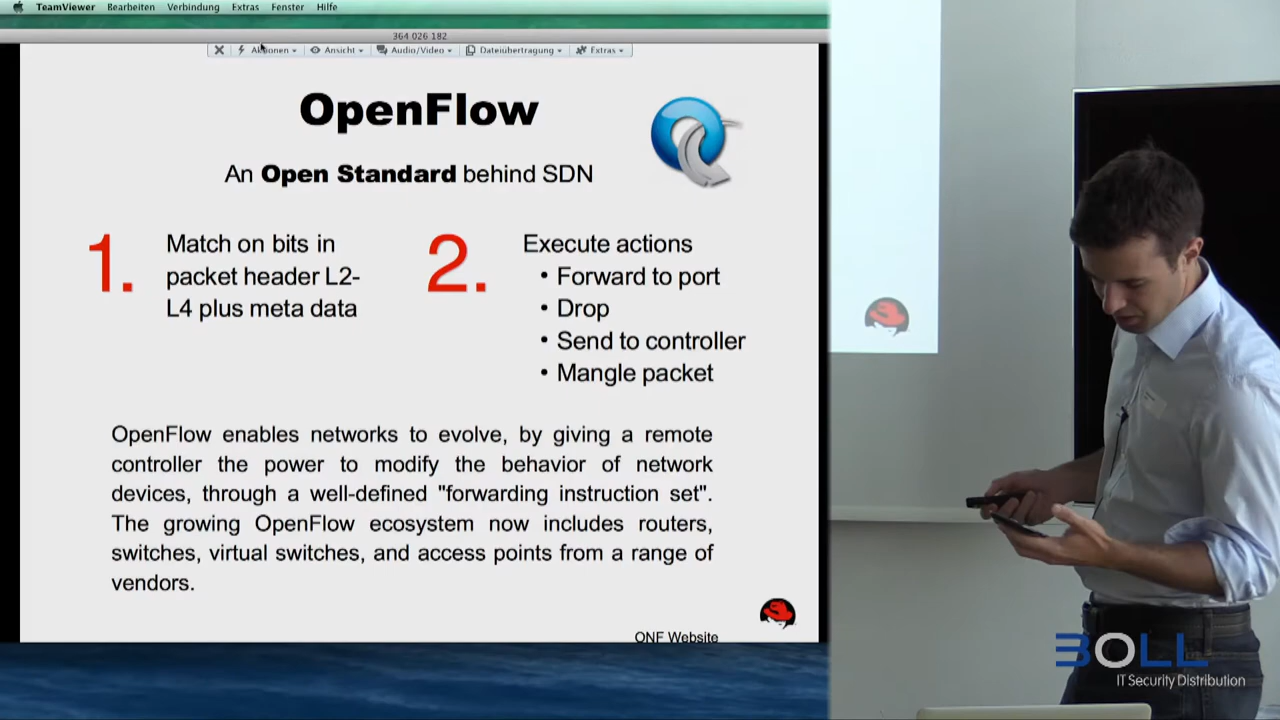 TeamViewer Bearbeiten Verbindung Extras Fenster Hilfe
364 026 182
Aktionen Ansicht Audio/Video Dateiübertragung Extras
OpenFlow
An Open Standard behind SDN
1.
Match on bits in
packet header L2-
L4 plus meta data
2.
Execute actions
• Forward to port
• Drop
• Send to controller
• Mangle packet
OpenFlow enables networks to evolve, by giving a remote
controller the power to modify the behavior of network
devices, through a well-defined "forwarding instruction set".
The growing OpenFlow ecosystem now includes routers,
switches, virtual switches, and access points from a range of
vendors.
ONF Website
BOLL
IT Security Distribution